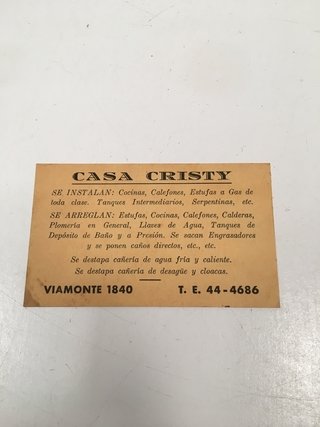 CASA CRISTY
SE INSTALAN: Cocinas, Calefones, Estufas a Gas de
toda clase. Tanques Intermediarios, Serpentinas, etc.
SE ARREGLAN: Estufas, Cocinas, Calefones, Calderas,
Plomería en General, Llaves de Agua, Tanques de
Depósito de Baño y a Presión. Se sacan Engrasadores
y se ponen caños directos, etc., etc.
Se destapa cañería de agua fría y caliente.
Se destapa cañería de desagüe y cloacas.
VIAMONTE 1840 T. E. 44-4686